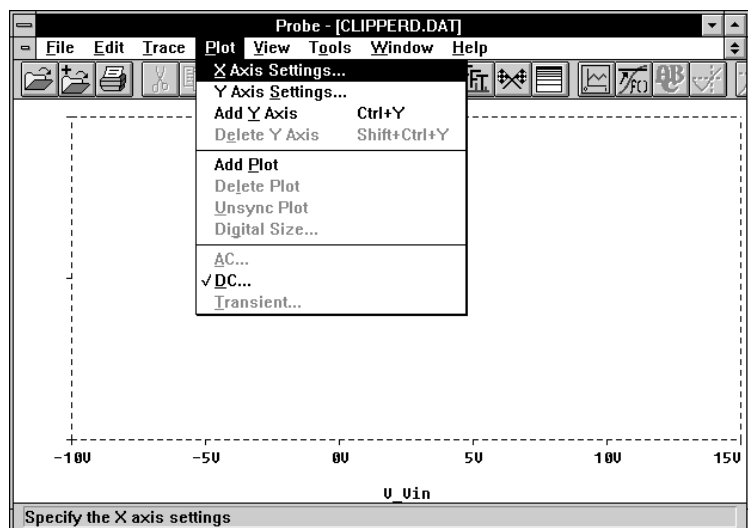 Probe - [CLIPPERD.DAT]
File Edit Trace Plot View Tools Window Help
X Axis Settings...
Y Axis Settings...
Add Y Axis Ctrl+Y
Delete Y Axis Shift+Ctrl+Y
Add Plot
Delete Plot
Unsync Plot
Digital Size...
AC...
√ DC...
Transient...
-10V -5V 0V 5V 10V 15V
V_Vin
Specify the X axis settings